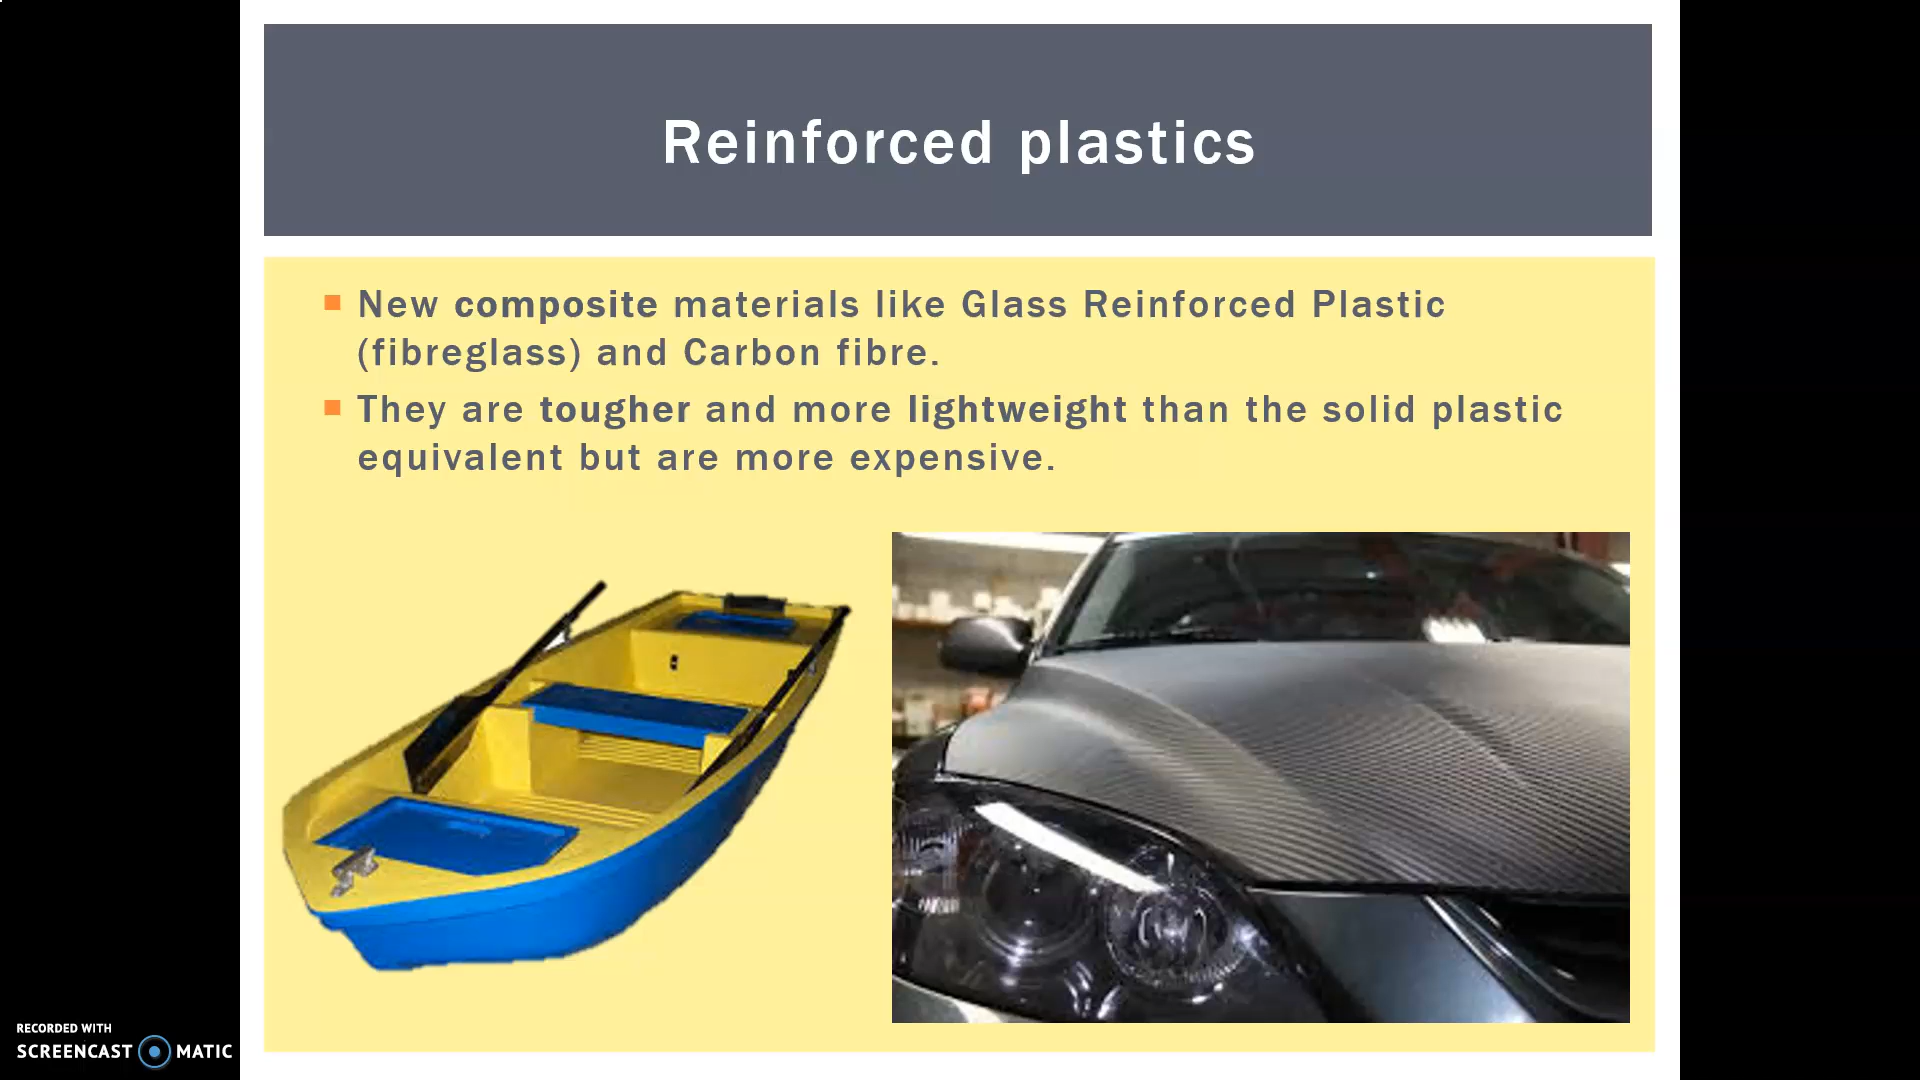 Reinforced plastics
New composite materials like Glass Reinforced Plastic
(fibreglass) and Carbon fibre.
They are tougher and more lightweight than the solid plastic
equivalent but are more expensive.
RECORDED WITH
SCREENCAST MATIC